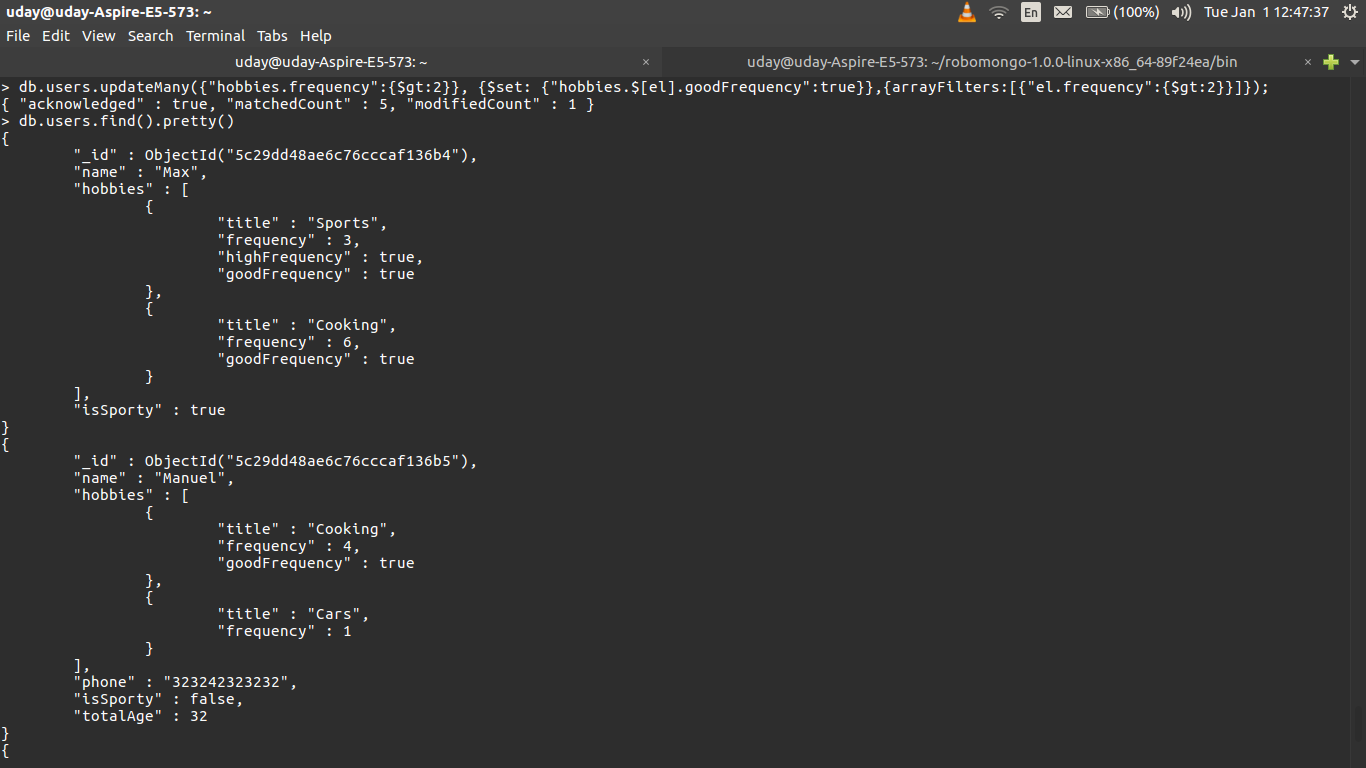 uday@uday-Aspire-E5-573: ~
En (100%) Tue Jan 1 12:47:37
File Edit View Search Terminal Tabs Help
uday@uday-Aspire-E5-573: ~ × uday@uday-Aspire-E5-573: ~/robomongo-1.0.0-linux-x86_64-89f24ea/bin ×
> db.users.updateMany({"hobbies.frequency":{$gt:2}}, {$set: {"hobbies.$[el].goodFrequency":true}},{arrayFilters:[{"el.frequency":{$gt:2}}]});
{ "acknowledged" : true, "matchedCount" : 5, "modifiedCount" : 1 }
> db.users.find().pretty()
{
"_id" : ObjectId("5c29dd48ae6c76cccaf136b4"),
"name" : "Max",
"hobbies" : [
{
"title" : "Sports",
"frequency" : 3,
"highFrequency" : true,
"goodFrequency" : true
},
{
"title" : "Cooking",
"frequency" : 6,
"goodFrequency" : true
}
],
"isSporty" : true
}
{
"_id" : ObjectId("5c29dd48ae6c76cccaf136b5"),
"name" : "Manuel",
"hobbies" : [
{
"title" : "Cooking",
"frequency" : 4,
"goodFrequency" : true
},
{
"title" : "Cars",
"frequency" : 1
}
],
"phone" : "323242323232",
"isSporty" : false,
"totalAge" : 32
}
{